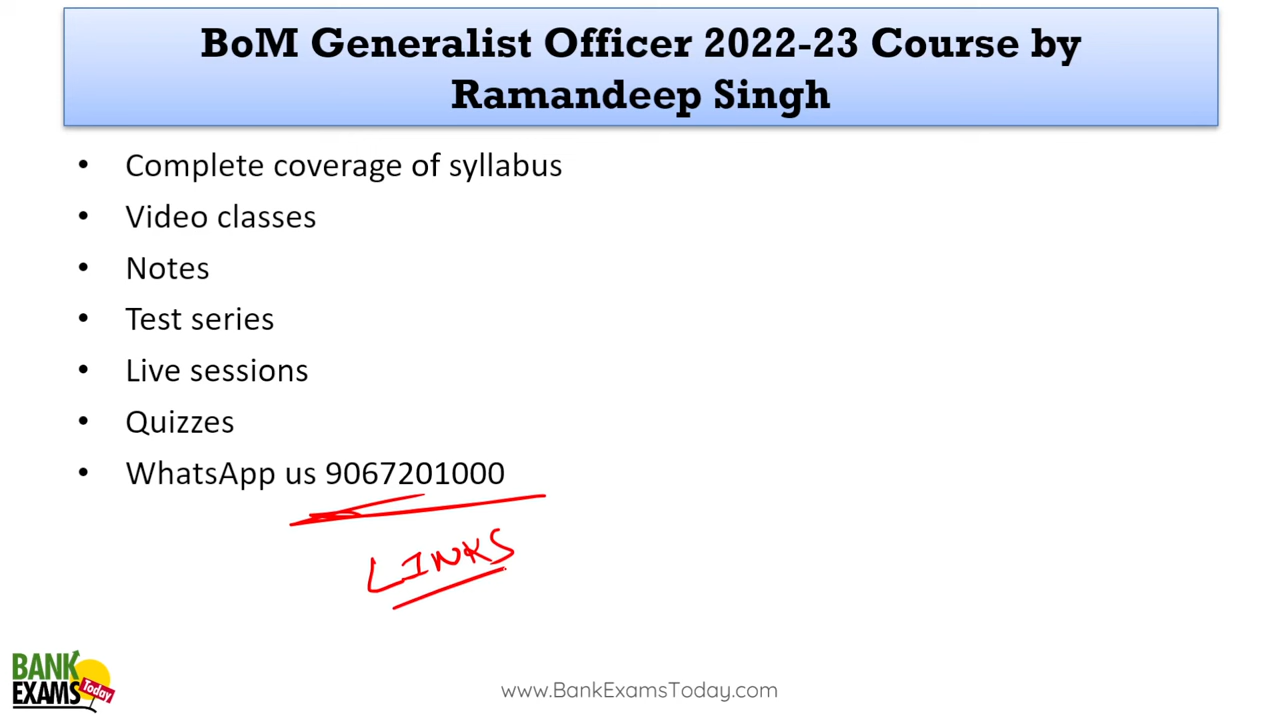 BoM Generalist Officer 2022-23 Course by
Ramandeep Singh
• Complete coverage of syllabus
• Video classes
• Notes
• Test series
• Live sessions
• Quizzes
• WhatsApp us 9067201000
LINKS
BANK
EXAMS Today
www.BankExamsToday.com